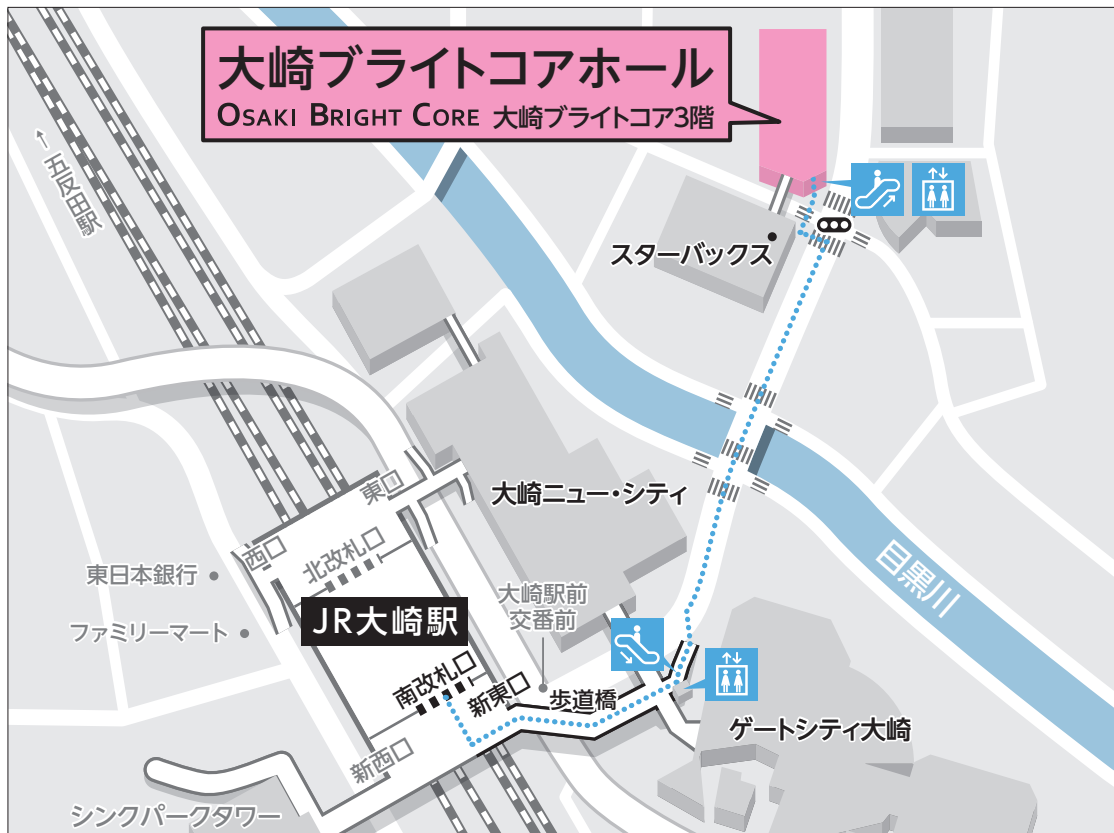 大崎ブライトコアホール
OSAKI BRIGHT CORE 大崎ブライトコア3階
←五反田駅
スターバックス
大崎ニュー・シティ
東口
西口
北改札口
東日本銀行
ファミリーマート
JR大崎駅
大崎駅前
交番前
目黒川
南改札口
新東口
歩道橋
新西口
ゲートシティ大崎
シンクパークタワー